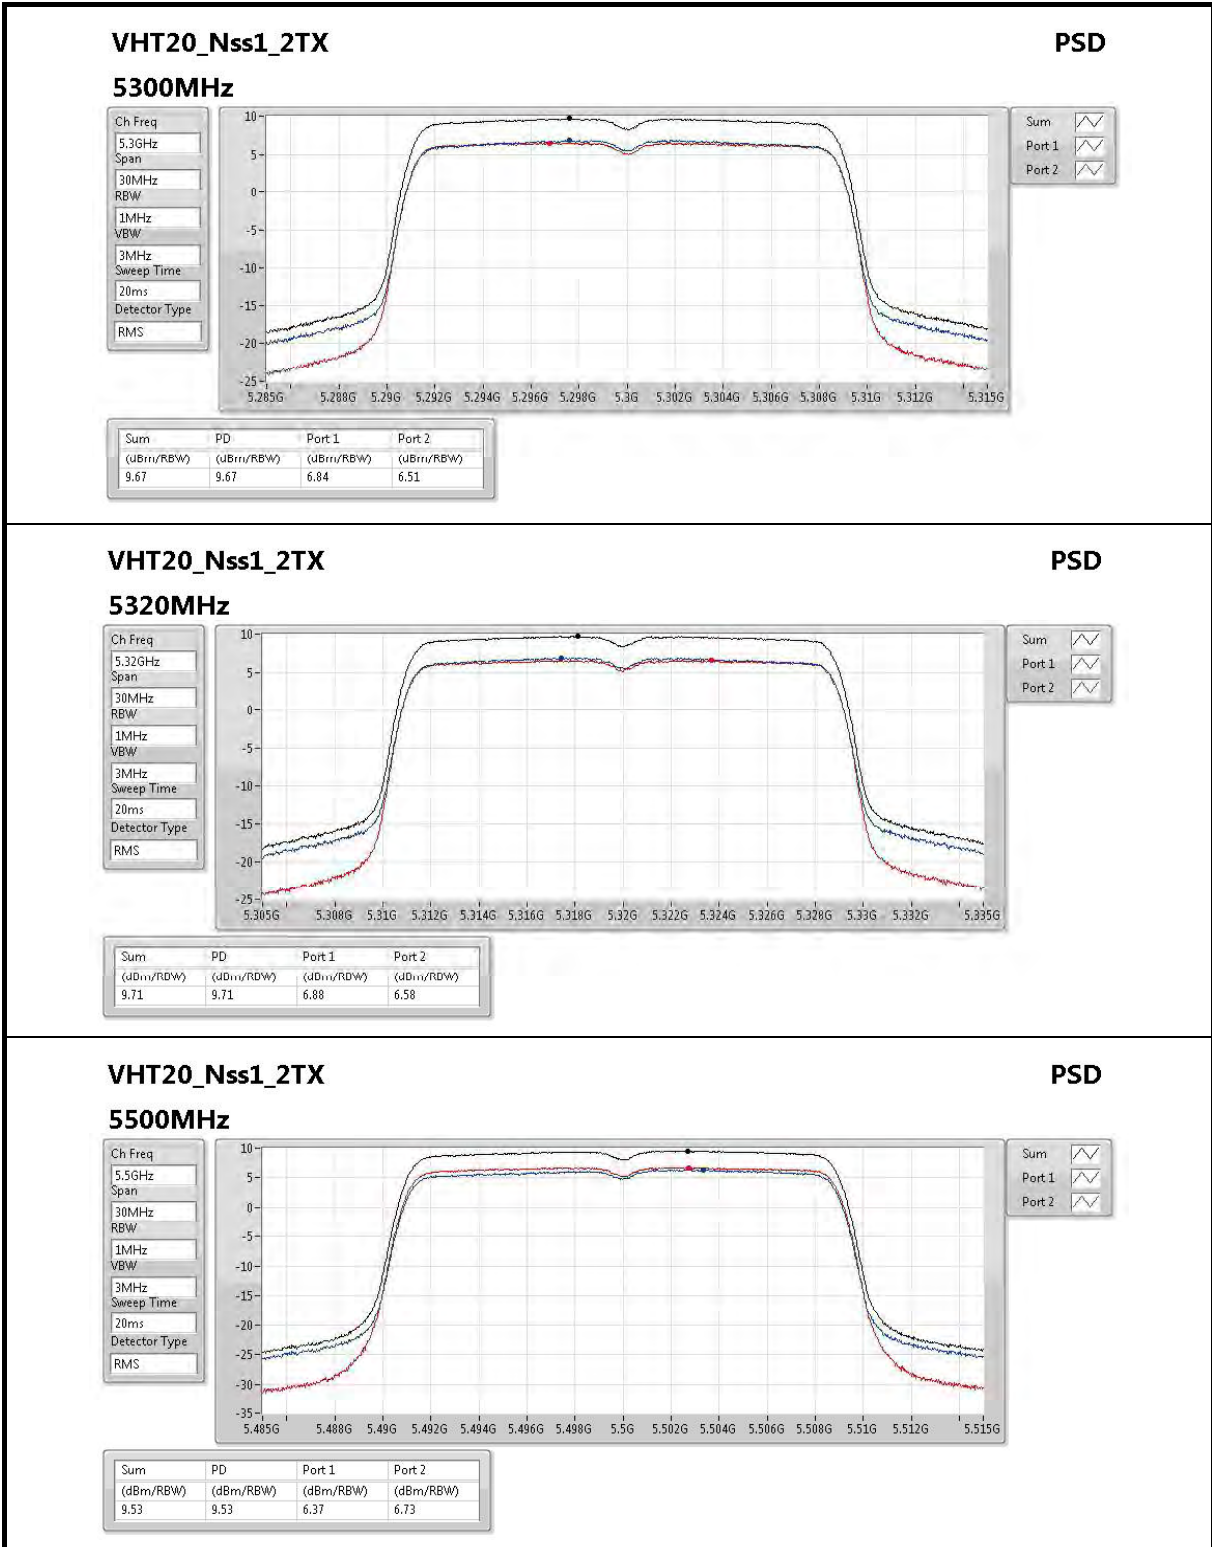 VHT20_Nss1_2TX PSD
5300MHz
Ch Freq
5.3GHz
Span
30MHz
RBW
1MHz
VBW
3MHz
Sweep Time
20ms
Detector Type
RMS
10
5
0
-5
-10
-15
-20
-25
5.285G 5.288G 5.29G 5.292G 5.294G 5.296G 5.298G 5.3G 5.302G 5.304G 5.306G 5.308G 5.31G 5.312G 5.315G
Sum
Port 1
Port 2
Sum PD Port 1 Port 2
(dBm/RBW) (dBm/RBW) (dBm/RBW) (dBm/RBW)
9.67 9.67 6.84 6.51
VHT20_Nss1_2TX PSD
5320MHz
Ch Freq
5.32GHz
Span
30MHz
RBW
1MHz
VBW
3MHz
Sweep Time
20ms
Detector Type
RMS
10
5
0
-5
-10
-15
-20
-25
5.305G 5.308G 5.31G 5.312G 5.314G 5.316G 5.318G 5.32G 5.322G 5.324G 5.326G 5.328G 5.33G 5.332G 5.335G
Sum
Port 1
Port 2
Sum PD Port 1 Port 2
(dBm/RBW) (dBm/RBW) (dBm/RBW) (dBm/RBW)
9.71 9.71 6.88 6.58
VHT20_Nss1_2TX PSD
5500MHz
Ch Freq
5.5GHz
Span
30MHz
RBW
1MHz
VBW
3MHz
Sweep Time
20ms
Detector Type
RMS
10
5
0
-5
-10
-15
-20
-25
-30
-35
5.485G 5.488G 5.49G 5.492G 5.494G 5.496G 5.498G 5.5G 5.502G 5.504G 5.506G 5.508G 5.51G 5.512G 5.515G
Sum
Port 1
Port 2
Sum PD Port 1 Port 2
(dBm/RBW) (dBm/RBW) (dBm/RBW) (dBm/RBW)
9.53 9.53 6.37 6.73